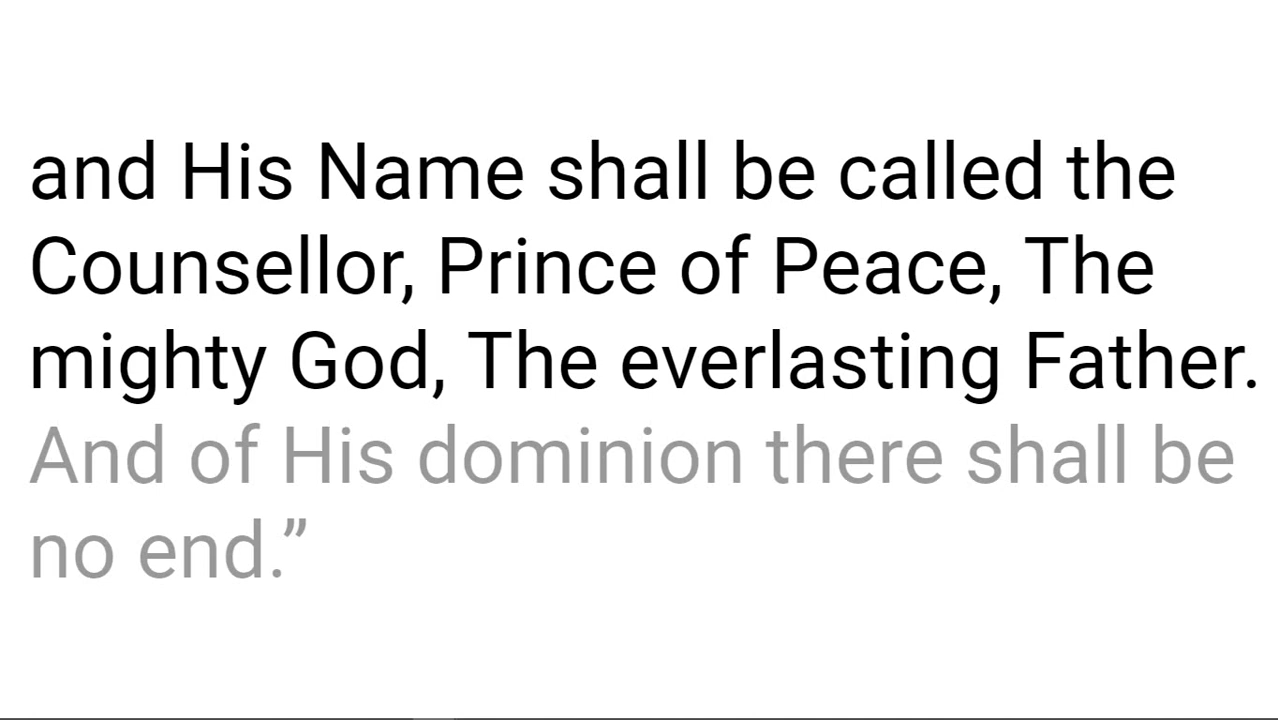 and His Name shall be called the
Counsellor, Prince of Peace, The
mighty God, The everlasting Father.
And of His dominion there shall be
no end.”